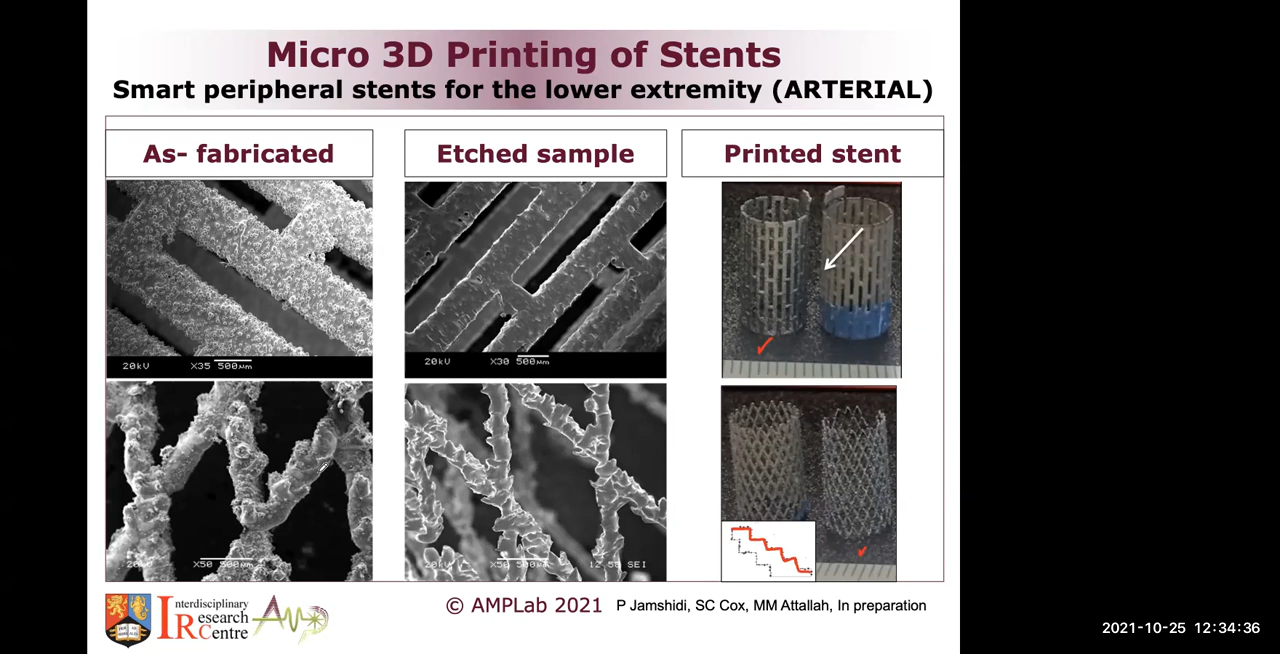 Micro 3D Printing of Stents
Smart peripheral stents for the lower extremity (ARTERIAL)
As- fabricated
Etched sample
Printed stent
20kV X35 500µm
20kV X30 500µm
20kV X50 500µm
20kV X50 500µm 12 50 SEI
Interdisciplinary
Research
Centre
© AMPLab 2021
P Jamshidi, SC Cox, MM Attallah, In preparation
2021-10-25 12:34:36